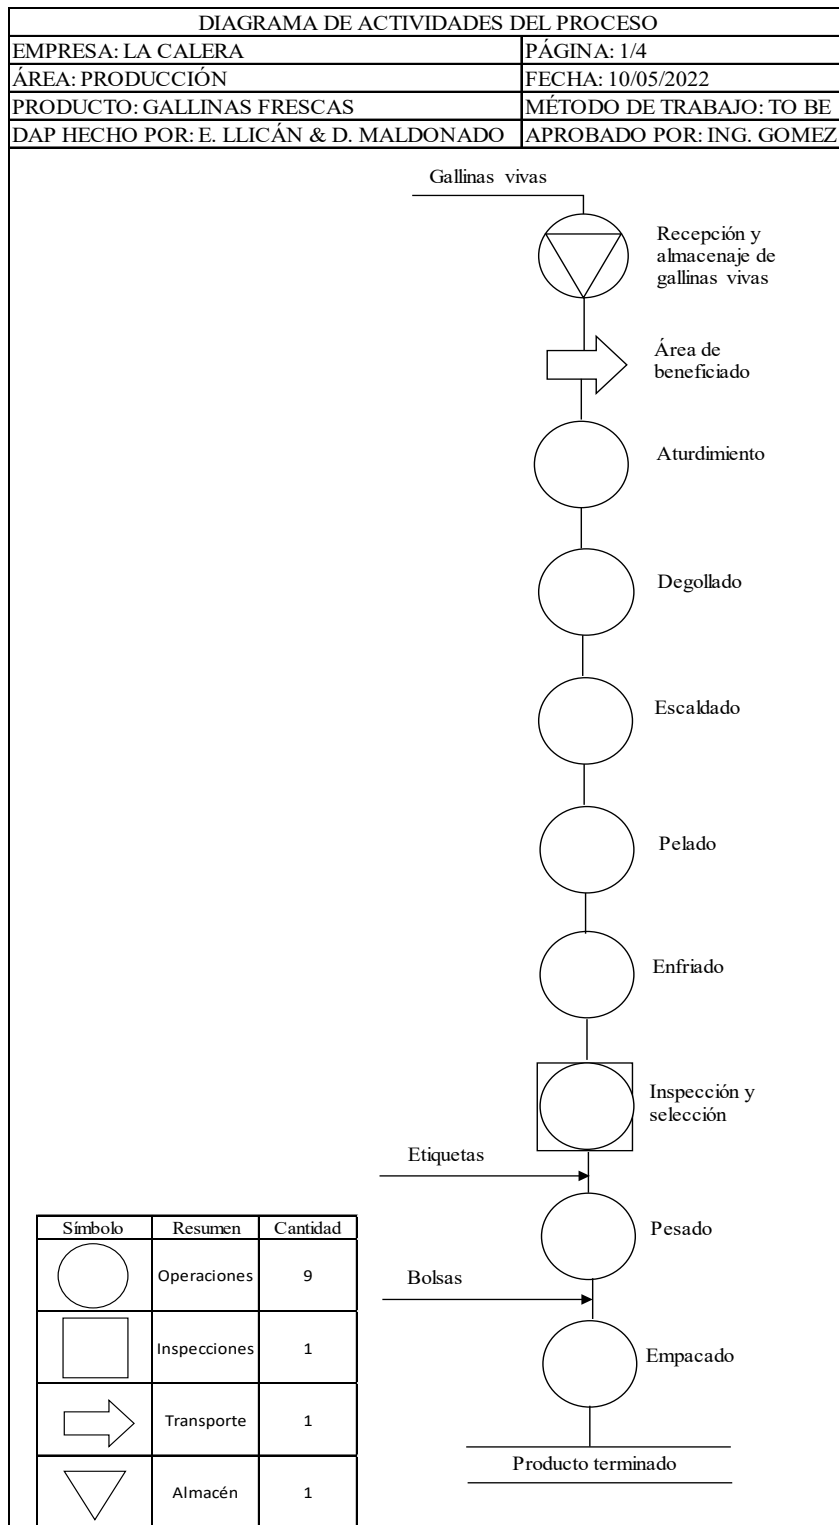 DIAGRAMA DE ACTIVIDADES DEL PROCESO
EMPRESA: LA CALERA
PÁGINA: 1/4
ÁREA: PRODUCCIÓN
FECHA: 10/05/2022
PRODUCTO: GALLINAS FRESCAS
MÉTODO DE TRABAJO: TO BE
DAP HECHO POR: E. LLICÁN & D. MALDONADO
APROBADO POR: ING. GOMEZ
Gallinas vivas
Recepción y
almacenaje de
gallinas vivas
Área de
beneficiado
Aturdimiento
Degollado
Escaldado
Pelado
Enfriado
Inspección y
selección
Etiquetas
Pesado
Bolsas
Empacado
Producto terminado
Símbolo
Resumen
Cantidad
Operaciones
9
Inspecciones
1
Transporte
1
Almacén
1